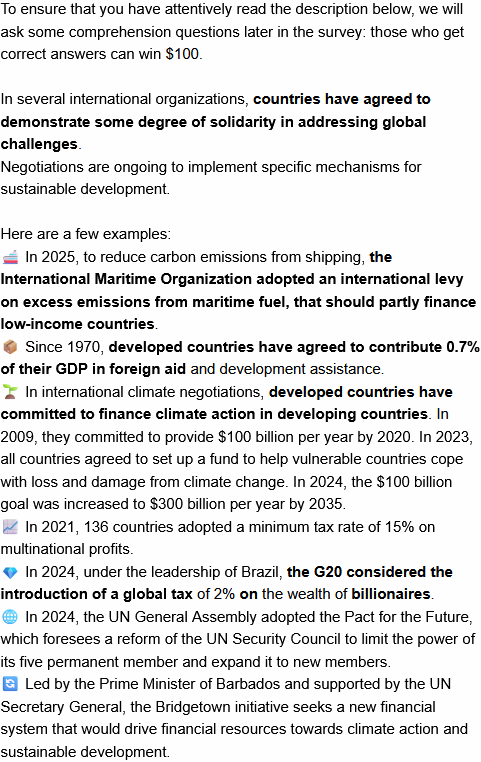 To ensure that you have attentively read the description below, we will
ask some comprehension questions later in the survey: those who get
correct answers can win $100.
In several international organizations, countries have agreed to
demonstrate some degree of solidarity in addressing global
challenges.
Negotiations are ongoing to implement specific mechanisms for
sustainable development.
Here are a few examples:
🚢 In 2025, to reduce carbon emissions from shipping, the
International Maritime Organization adopted an international levy
on excess emissions from maritime fuel, that should partly finance
low-income countries.
📦 Since 1970, developed countries have agreed to contribute 0.7%
of their GDP in foreign aid and development assistance.
🌱 In international climate negotiations, developed countries have
committed to finance climate action in developing countries. In
2009, they committed to provide $100 billion per year by 2020. In 2023,
all countries agreed to set up a fund to help vulnerable countries cope
with loss and damage from climate change. In 2024, the $100 billion
goal was increased to $300 billion per year by 2035.
📈 In 2021, 136 countries adopted a minimum tax rate of 15% on
multinational profits.
💎 In 2024, under the leadership of Brazil, the G20 considered the
introduction of a global tax of 2% on the wealth of billionaires.
🌐 In 2024, the UN General Assembly adopted the Pact for the Future,
which foresees a reform of the UN Security Council to limit the power of
its five permanent member and expand it to new members.
🔄 Led by the Prime Minister of Barbados and supported by the UN
Secretary General, the Bridgetown initiative seeks a new financial
system that would drive financial resources towards climate action and
sustainable development.